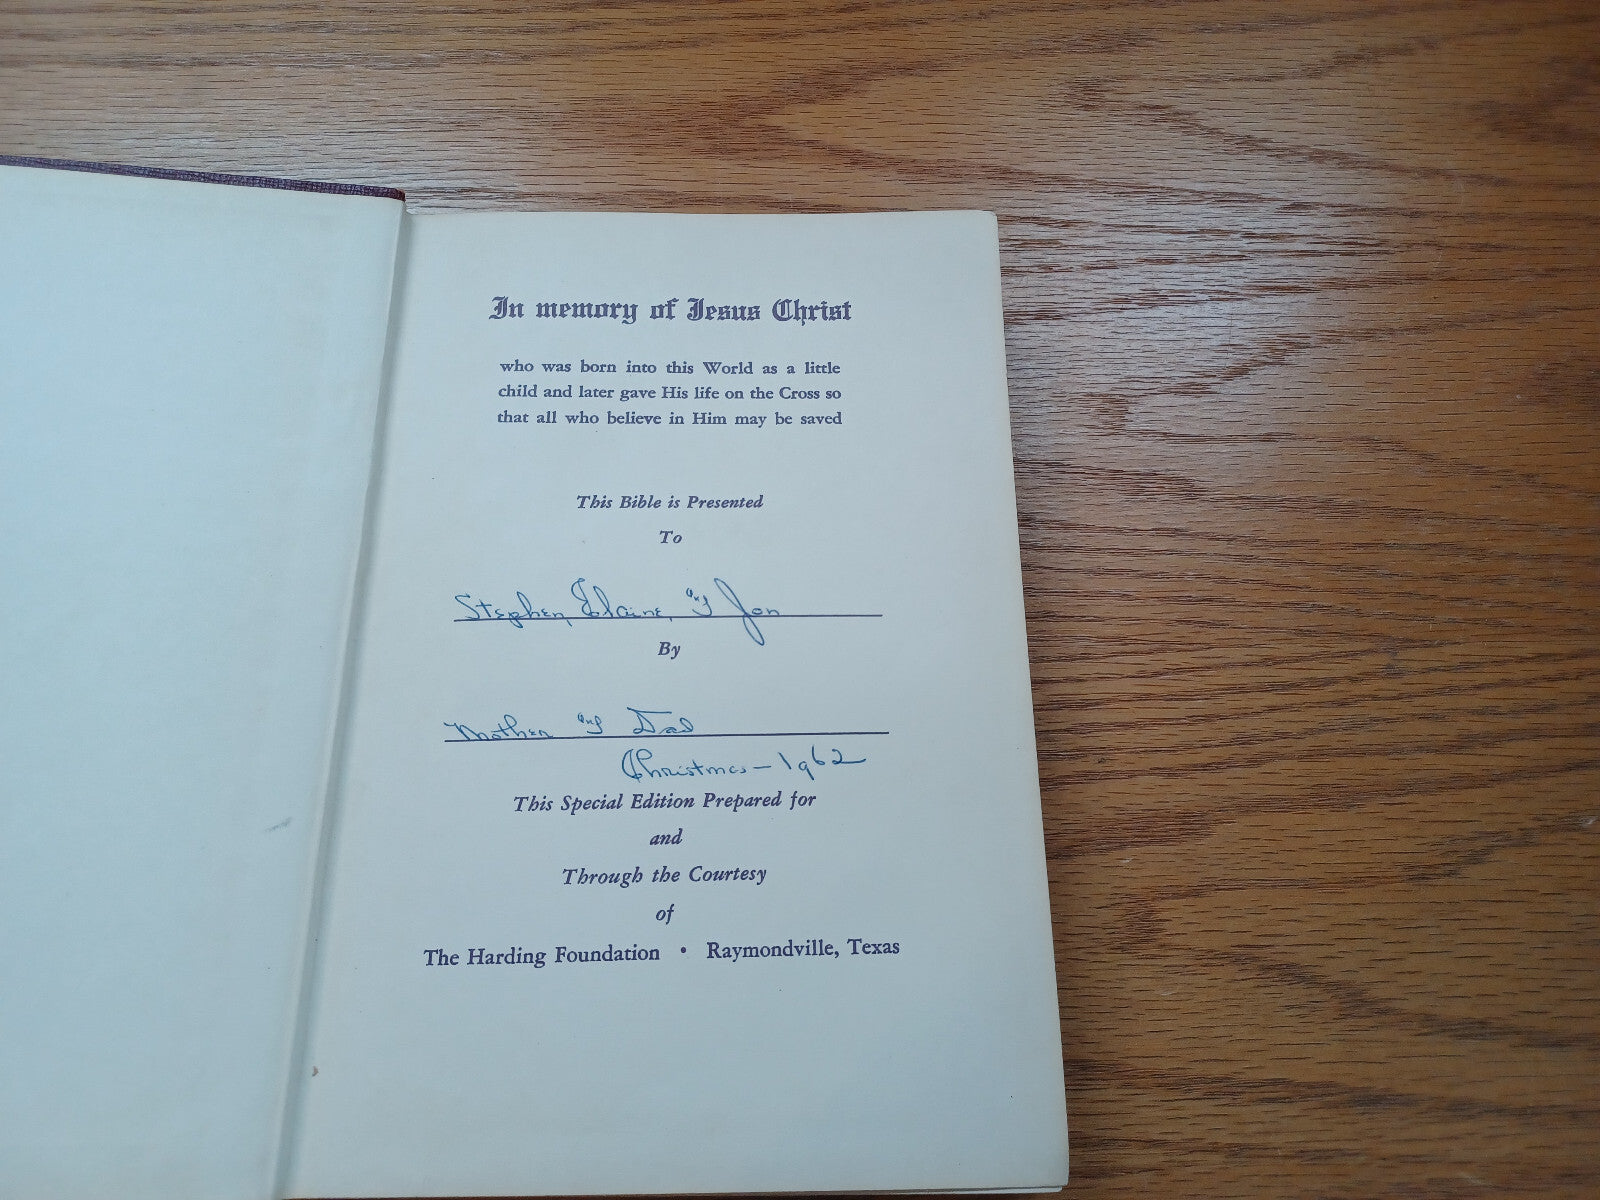 In memory of Jesus Christ
who was born into this World as a little
child and later gave His life on the Cross so
that all who believe in Him may be saved
This Bible is Presented
To
Stephen, Elaine, and Jon
By
Mother and Dad
Christmas - 1962
This Special Edition Prepared for
and
Through the Courtesy
of
The Harding Foundation • Raymondville, Texas